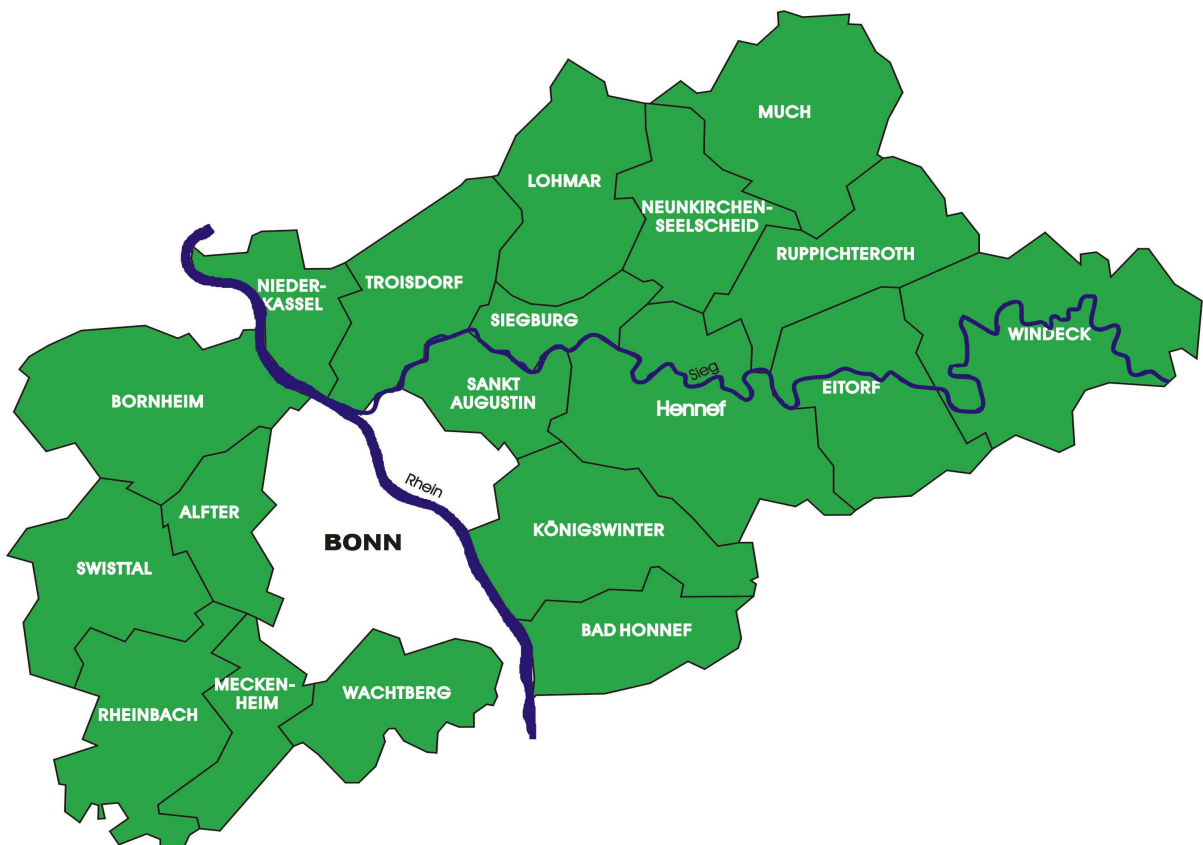 MUCH
LOHMAR
NEUNKIRCHEN-
SEELSCHEID
RUPPICHTEROTH
NIEDER-
KASSEL
TROISDORF
SIEGBURG
WINDECK
SANKT
AUGUSTIN
Sieg
EITORF
BORNHEIM
Hennef
Rhein
ALFTER
BONN
KÖNIGSWINTER
SWISTTAL
BAD HONNEF
MECKEN-
HEIM
WACHTBERG
RHEINBACH